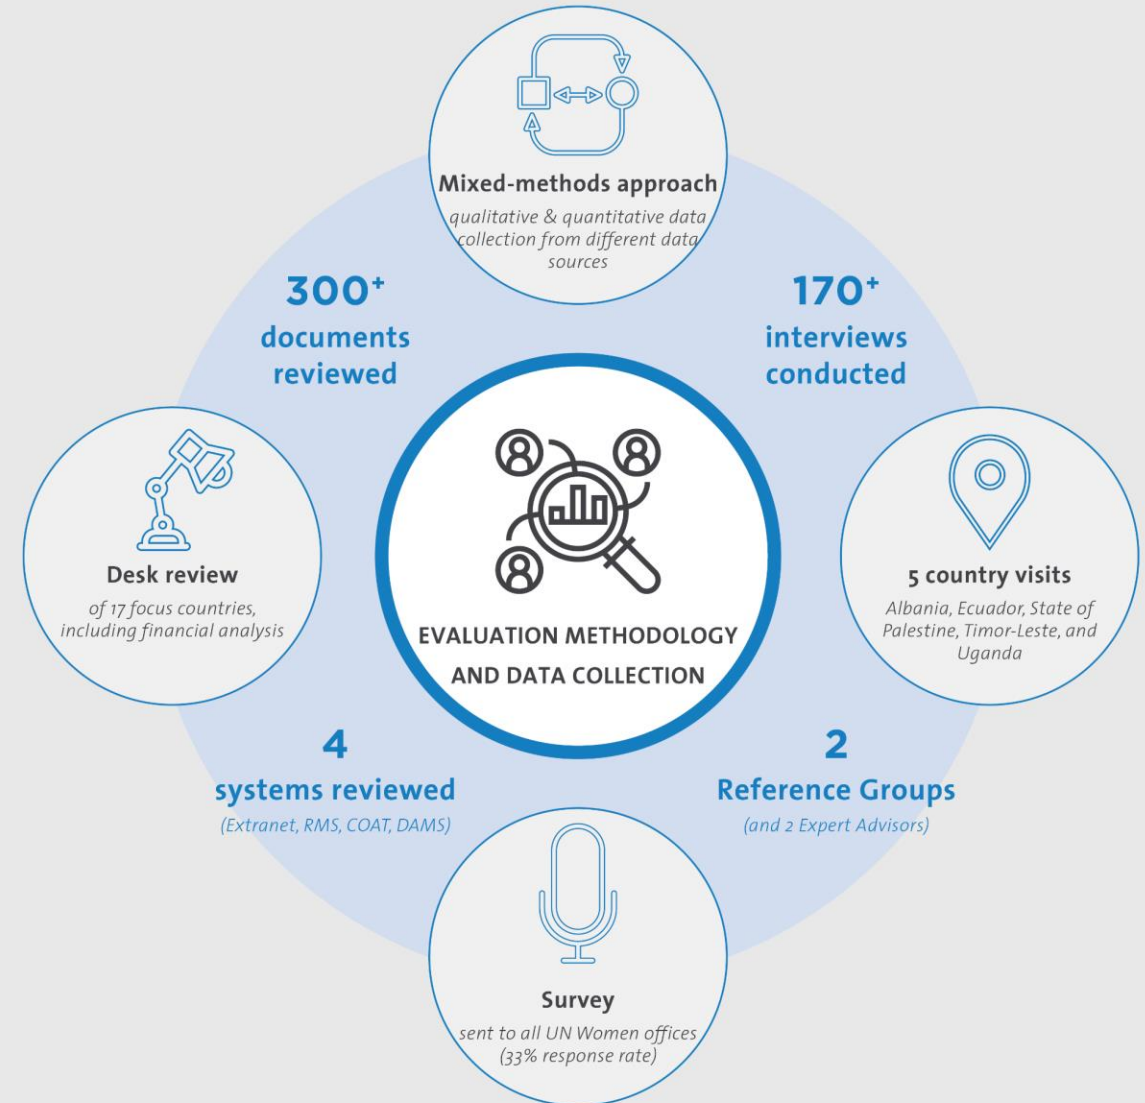 Mixed-methods approach
qualitative & quantitative data
collection from different data
sources
300+
documents
reviewed
170+
interviews
conducted
Desk review
of 17 focus countries,
including financial analysis
EVALUATION METHODOLOGY
AND DATA COLLECTION
5 country visits
Albania, Ecuador, State of
Palestine, Timor-Leste, and
Uganda
4
systems reviewed
(Extranet, RMS, COAT, DAMS)
2
Reference Groups
(and 2 Expert Advisors)
Survey
sent to all UN Women offices
(33% response rate)